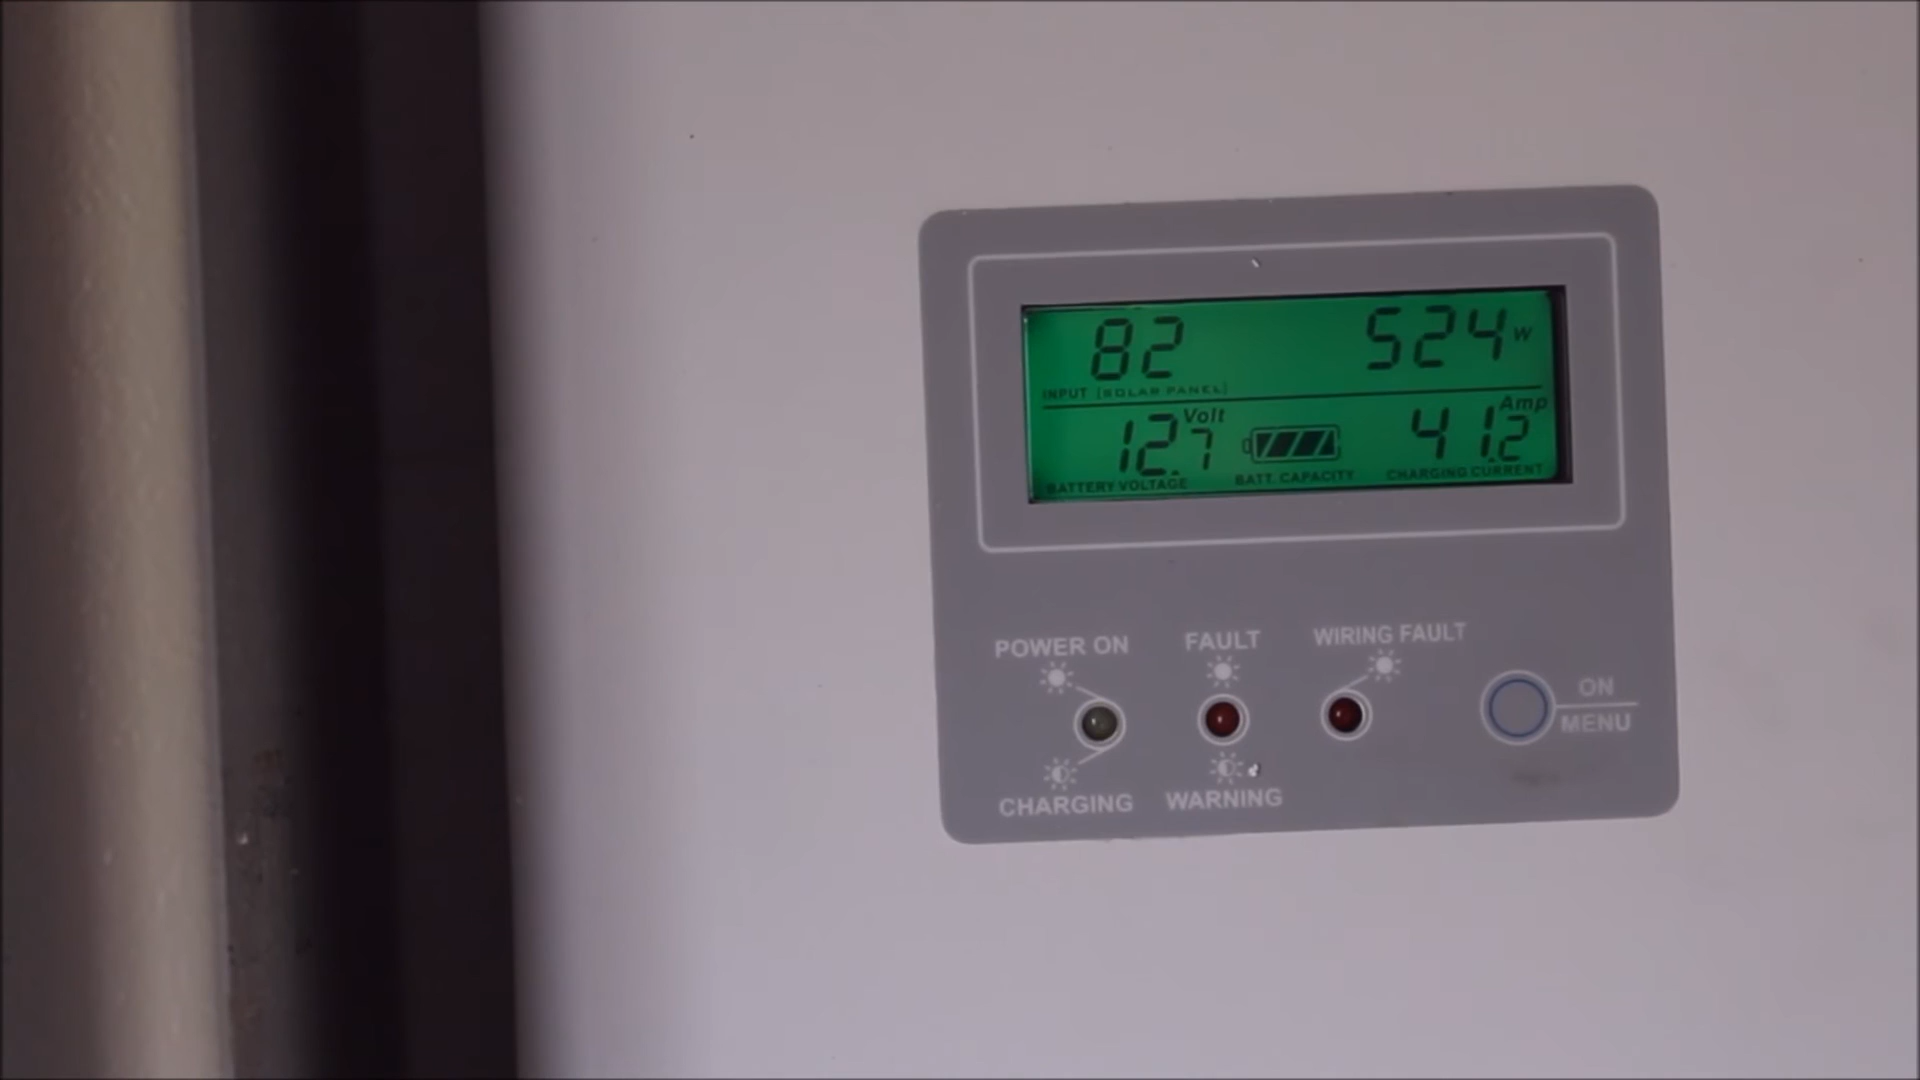 82 524 W
INPUT [SOLAR PANEL]
12.7 Volt 41.2 Amp
BATTERY VOLTAGE BATT. CAPACITY CHARGING CURRENT
POWER ON FAULT WIRING FAULT
ON
MENU
CHARGING WARNING